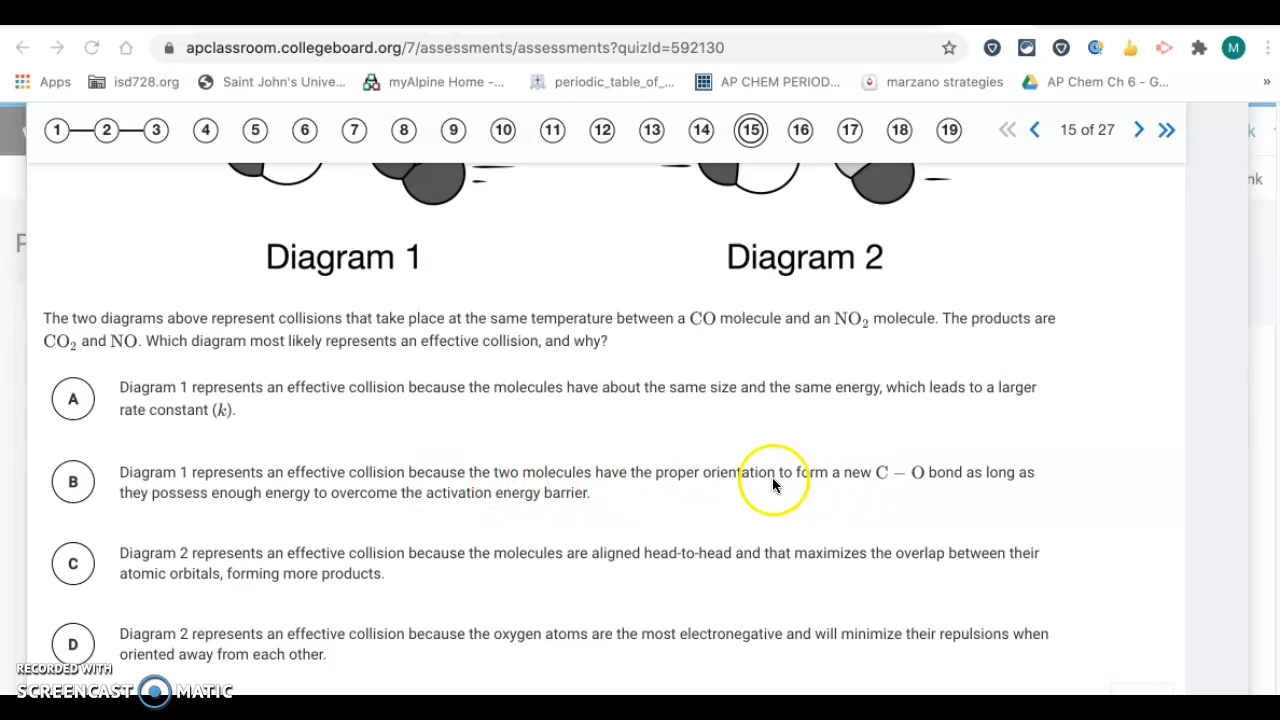 apclassroom.collegeboard.org/7/assessments/assessments?quizId=592130
M
Apps isd728.org Saint John's Unive... myAlpine Home -... periodic_table_of_... AP CHEM PERIOD... marzano strategies AP Chem Ch 6 - G... »
1 2 3 4 5 6 7 8 9 10 11 12 13 14 15 16 17 18 19 15 of 27
nk
Diagram 1 Diagram 2
The two diagrams above represent collisions that take place at the same temperature between a CO molecule and an NO₂ molecule. The products are
CO₂ and NO. Which diagram most likely represents an effective collision, and why?
A Diagram 1 represents an effective collision because the molecules have about the same size and the same energy, which leads to a larger
rate constant (k).
B Diagram 1 represents an effective collision because the two molecules have the proper orientation to form a new C – O bond as long as
they possess enough energy to overcome the activation energy barrier.
C Diagram 2 represents an effective collision because the molecules are aligned head-to-head and that maximizes the overlap between their
atomic orbitals, forming more products.
D Diagram 2 represents an effective collision because the oxygen atoms are the most electronegative and will minimize their repulsions when
oriented away from each other.
RECORDED WITH
SCREENCAST MATIC